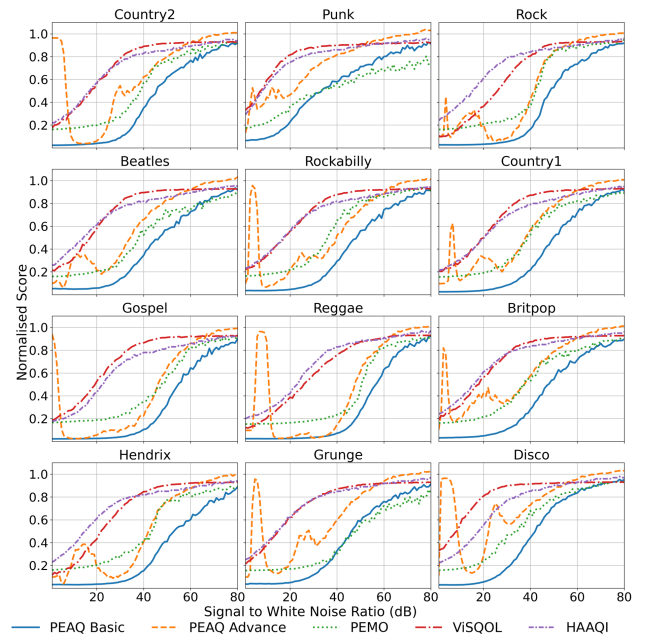 Country2 Punk Rock
1.0
0.8
0.6
0.4
0.2
Beatles Rockabilly Country1
1.0
0.8
0.6
0.4
0.2
Normalised Score
Gospel Reggae Britpop
1.0
0.8
0.6
0.4
0.2
Hendrix Grunge Disco
1.0
0.8
0.6
0.4
0.2
20 40 60 80 20 40 60 80 20 40 60 80
Signal to White Noise Ratio (dB)
PEAQ Basic PEAQ Advance PEMO ViSQOL HAAQI